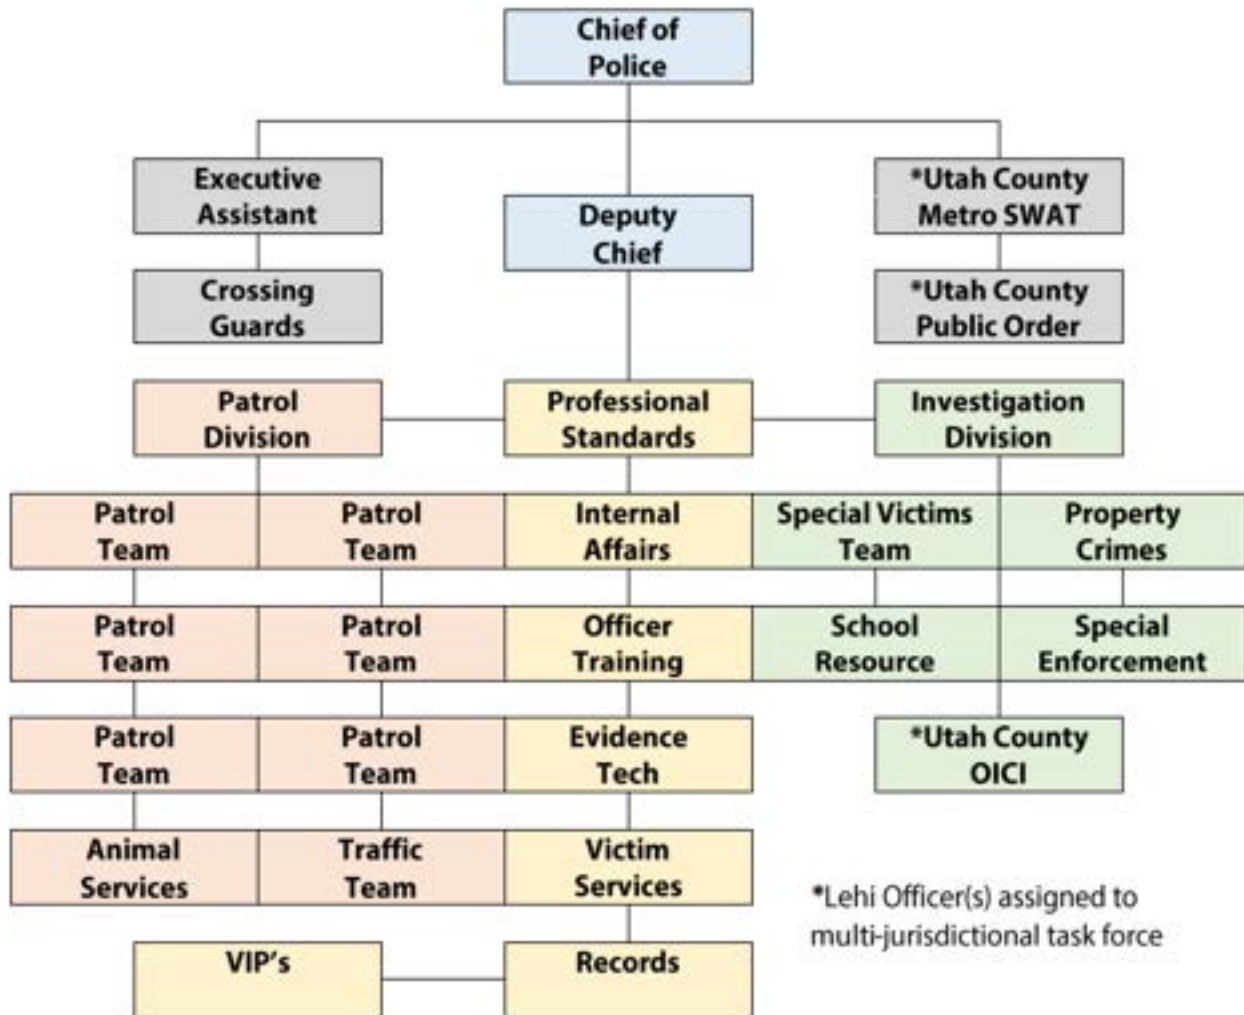 Chief of
Police
Executive
Assistant
Deputy
Chief
*Utah County
Metro SWAT
Crossing
Guards
*Utah County
Public Order
Patrol
Division
Professional
Standards
Investigation
Division
Patrol
Team
Patrol
Team
Internal
Affairs
Special Victims
Team
Property
Crimes
Patrol
Team
Patrol
Team
Officer
Training
School
Resource
Special
Enforcement
Patrol
Team
Patrol
Team
Evidence
Tech
*Utah County
OICI
Animal
Services
Traffic
Team
Victim
Services
*Lehi Officer(s) assigned to
multi-jurisdictional task force
VIP's
Records